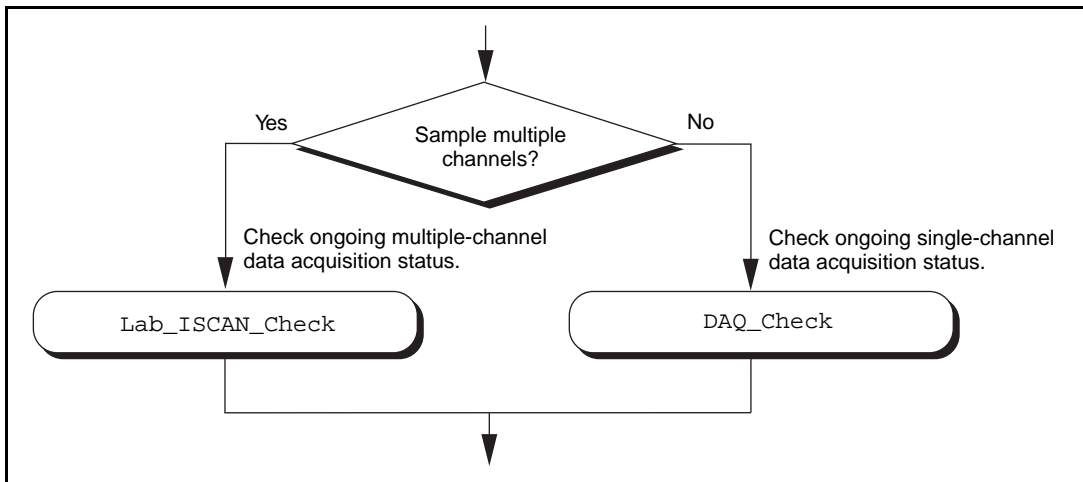 Sample multiple
channels?
Yes
No
Check ongoing multiple-channel
data acquisition status.
Check ongoing single-channel
data acquisition status.
Lab_ISCAN_Check
DAQ_Check